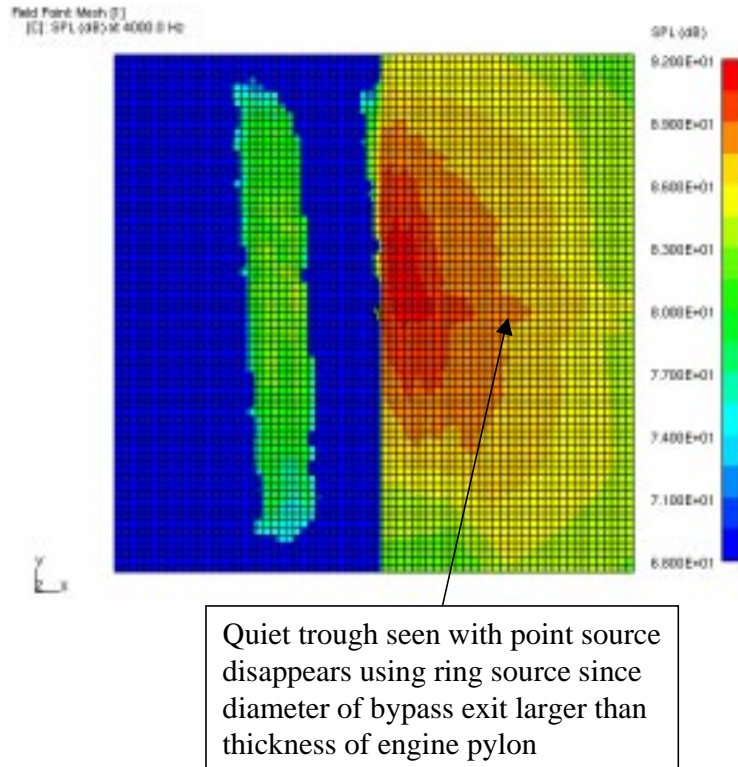 Field Point Mesh [1]
[C]: SPL (dB) at 4000.0 Hz
SPL (dB)
9.200E+01
8.900E+01
8.600E+01
8.300E+01
8.000E+01
7.700E+01
7.400E+01
7.100E+01
6.800E+01
Y
Z X
Quiet trough seen with point source
disappears using ring source since
diameter of bypass exit larger than
thickness of engine pylon